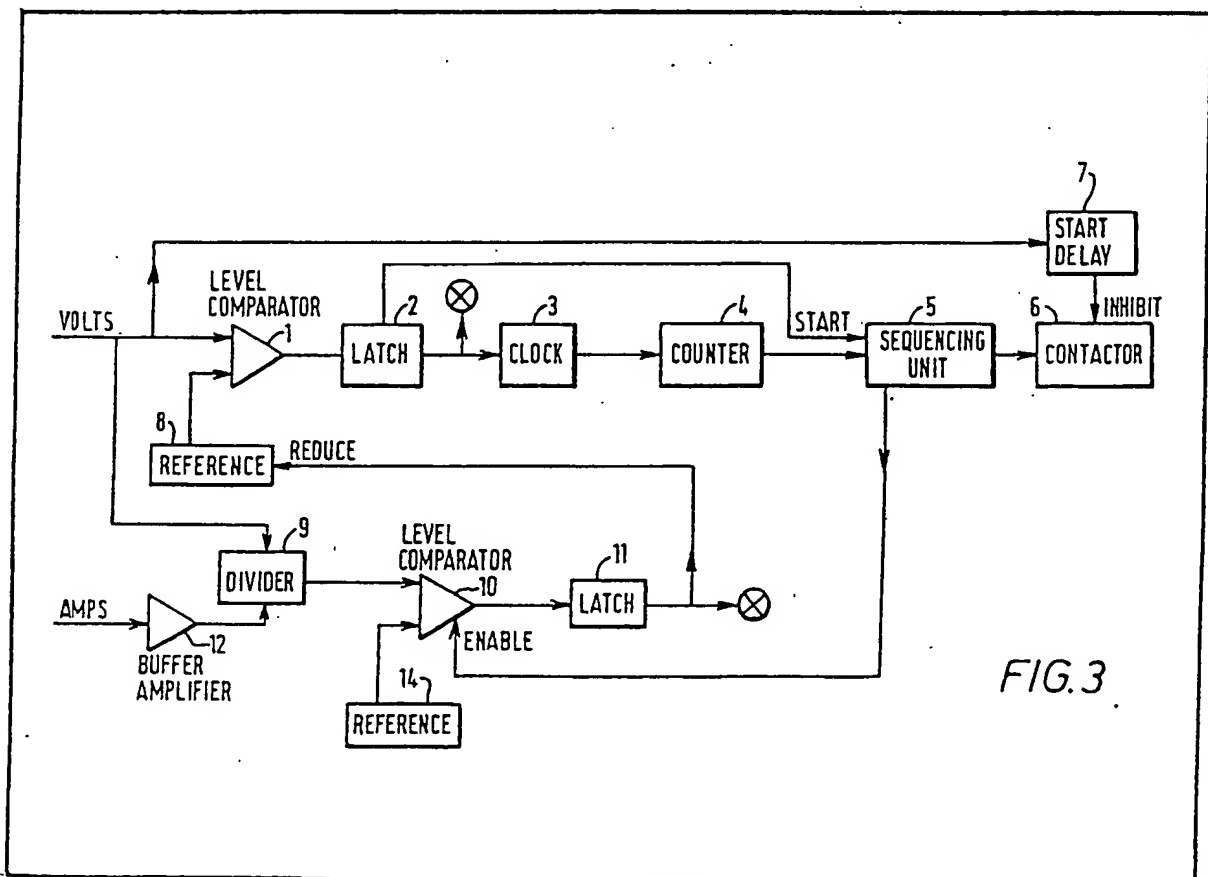 7
START
DELAY
INHIBIT
LEVEL
COMPARATOR
VOLTS
1
2
LATCH
3
CLOCK
4
COUNTER
START
5
SEQUENCING
UNIT
6
CONTACTOR
8
REFERENCE
REDUCE
9
DIVIDER
LEVEL
COMPARATOR
10
11
LATCH
AMPS
12
BUFFER
AMPLIFIER
ENABLE
14
REFERENCE
FIG.3